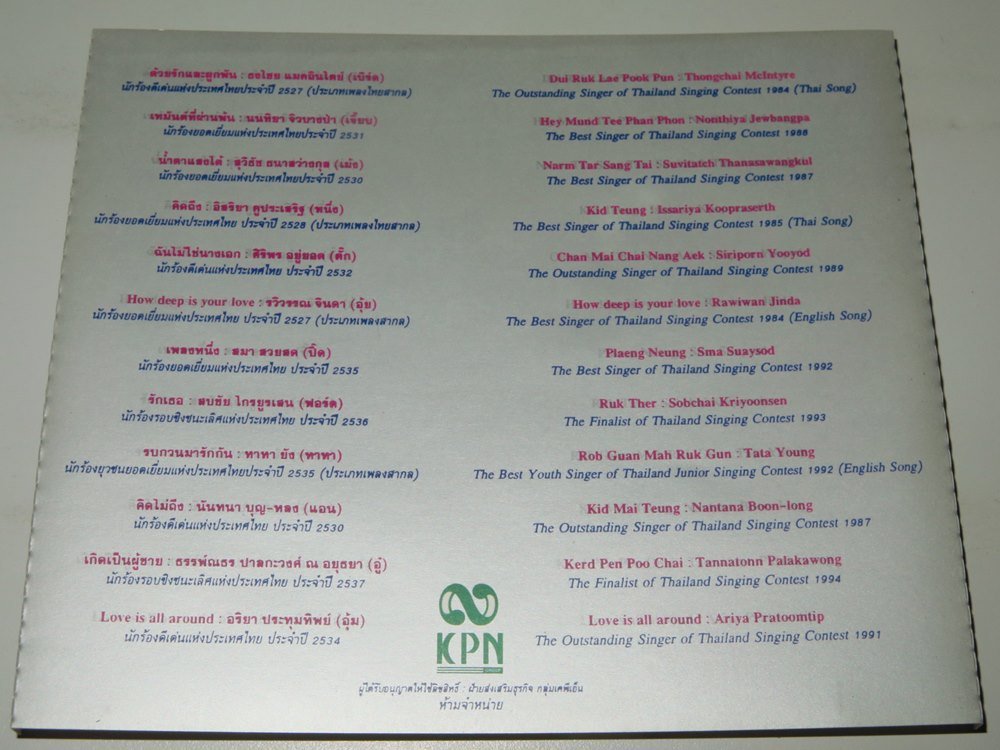 ด้วยรักและผูกพัน : ธงไชย แมคอินไตย์ (เบิร์ด)
นักร้องดีเด่นแห่งประเทศไทยประจำปี 2527 (ประเภทเพลงไทยสากล)
เหมันต์ที่ผ่านพ้น : นนทิยา จิวบางป่า (เจี๊ยบ)
นักร้องยอดเยี่ยมแห่งประเทศไทยประจำปี 2531
น้ำตาแสงไต้ : สุวิธัช ธนาสว่างกุล (เม้ง)
นักร้องยอดเยี่ยมแห่งประเทศไทยประจำปี 2530
คิดถึง : อิสริยา คูประเสริฐ (หนึ่ง)
นักร้องยอดเยี่ยมแห่งประเทศไทย ประจำปี 2528 (ประเภทเพลงไทยสากล)
ฉันไม่ใช่นางเอก : ศิริพร อยู่ยอด (ตั๊ก)
นักร้องดีเด่นแห่งประเทศไทย ประจำปี 2532
How deep is your love : รวิวรรณ จินดา (อุ้ย)
นักร้องยอดเยี่ยมแห่งประเทศไทย ประจำปี 2527 (ประเภทเพลงสากล)
เพลงหนึ่ง : สมา สวยสด (ปิ๊ด)
นักร้องยอดเยี่ยมแห่งประเทศไทย ประจำปี 2535
รักเธอ : สบชัย ไกรยูรเสน (ฟอร์ด)
นักร้องรอบชิงชนะเลิศแห่งประเทศไทย ประจำปี 2536
รบกวนมารักกัน : ทาทา ยัง (ทาทา)
นักร้องยุวชนยอดเยี่ยมแห่งประเทศไทย ประจำปี 2535 (ประเภทเพลงสากล)
คิดไม่ถึง : นันทนา บุญ-หลง (แอน)
นักร้องดีเด่นแห่งประเทศไทย ประจำปี 2530
เกิดเป็นผู้ชาย : ธรรพ์ณธร ปาลกะวงศ์ ณ อยุธยา (อู๋)
นักร้องรอบชิงชนะเลิศแห่งประเทศไทย ประจำปี 2537
Love is all around : อริยา ประทุมทิพย์ (อุ้ม)
นักร้องดีเด่นแห่งประเทศไทย ประจำปี 2534
Dui Ruk Lae Pook Pun : Thongchai McIntyre
The Outstanding Singer of Thailand Singing Contest 1984 (Thai Song)
Hey Mund Tee Phan Phon : Nonthiya Jewbangpa
The Best Singer of Thailand Singing Contest 1988
Narm Tar Sang Tai : Suvitatch Thanassawangkul
The Best Singer of Thailand Singing Contest 1987
Kid Teung : Issariya Koopraserth
The Best Singer of Thailand Singing Contest 1985 (Thai Song)
Chan Mai Chai Nang Aek : Siriporn Yooyod
The Outstanding Singer of Thailand Singing Contest 1989
How deep is your love : Rawiwan Jinda
The Best Singer of Thailand Singing Contest 1984 (English Song)
Plaeng Neung : Sma Suaysod
The Best Singer of Thailand Singing Contest 1992
Ruk Ther : Sobchai Kriyoonsen
The Finalist of Thailand Singing Contest 1993
Rob Guan Mah Ruk Gun : Tata Young
The Best Youth Singer of Thailand Junior Singing Contest 1992 (English Song)
Kid Mai Teung : Nantana Boon-long
The Outstanding Singer of Thailand Singing Contest 1987
Kerd Pen Poo Chai : Tannatonn Palakawong
The Finalist of Thailand Singing Contest 1994
Love is all around : Ariya Pratoomtip
The Outstanding Singer of Thailand Singing Contest 1991
KPN
GROUP
ผู้ได้รับอนุญาตให้ใช้ลิขสิทธิ์ : ฝ่ายส่งเสริมธุรกิจ กลุ่มเคพีเอ็น
ห้ามจำหน่าย